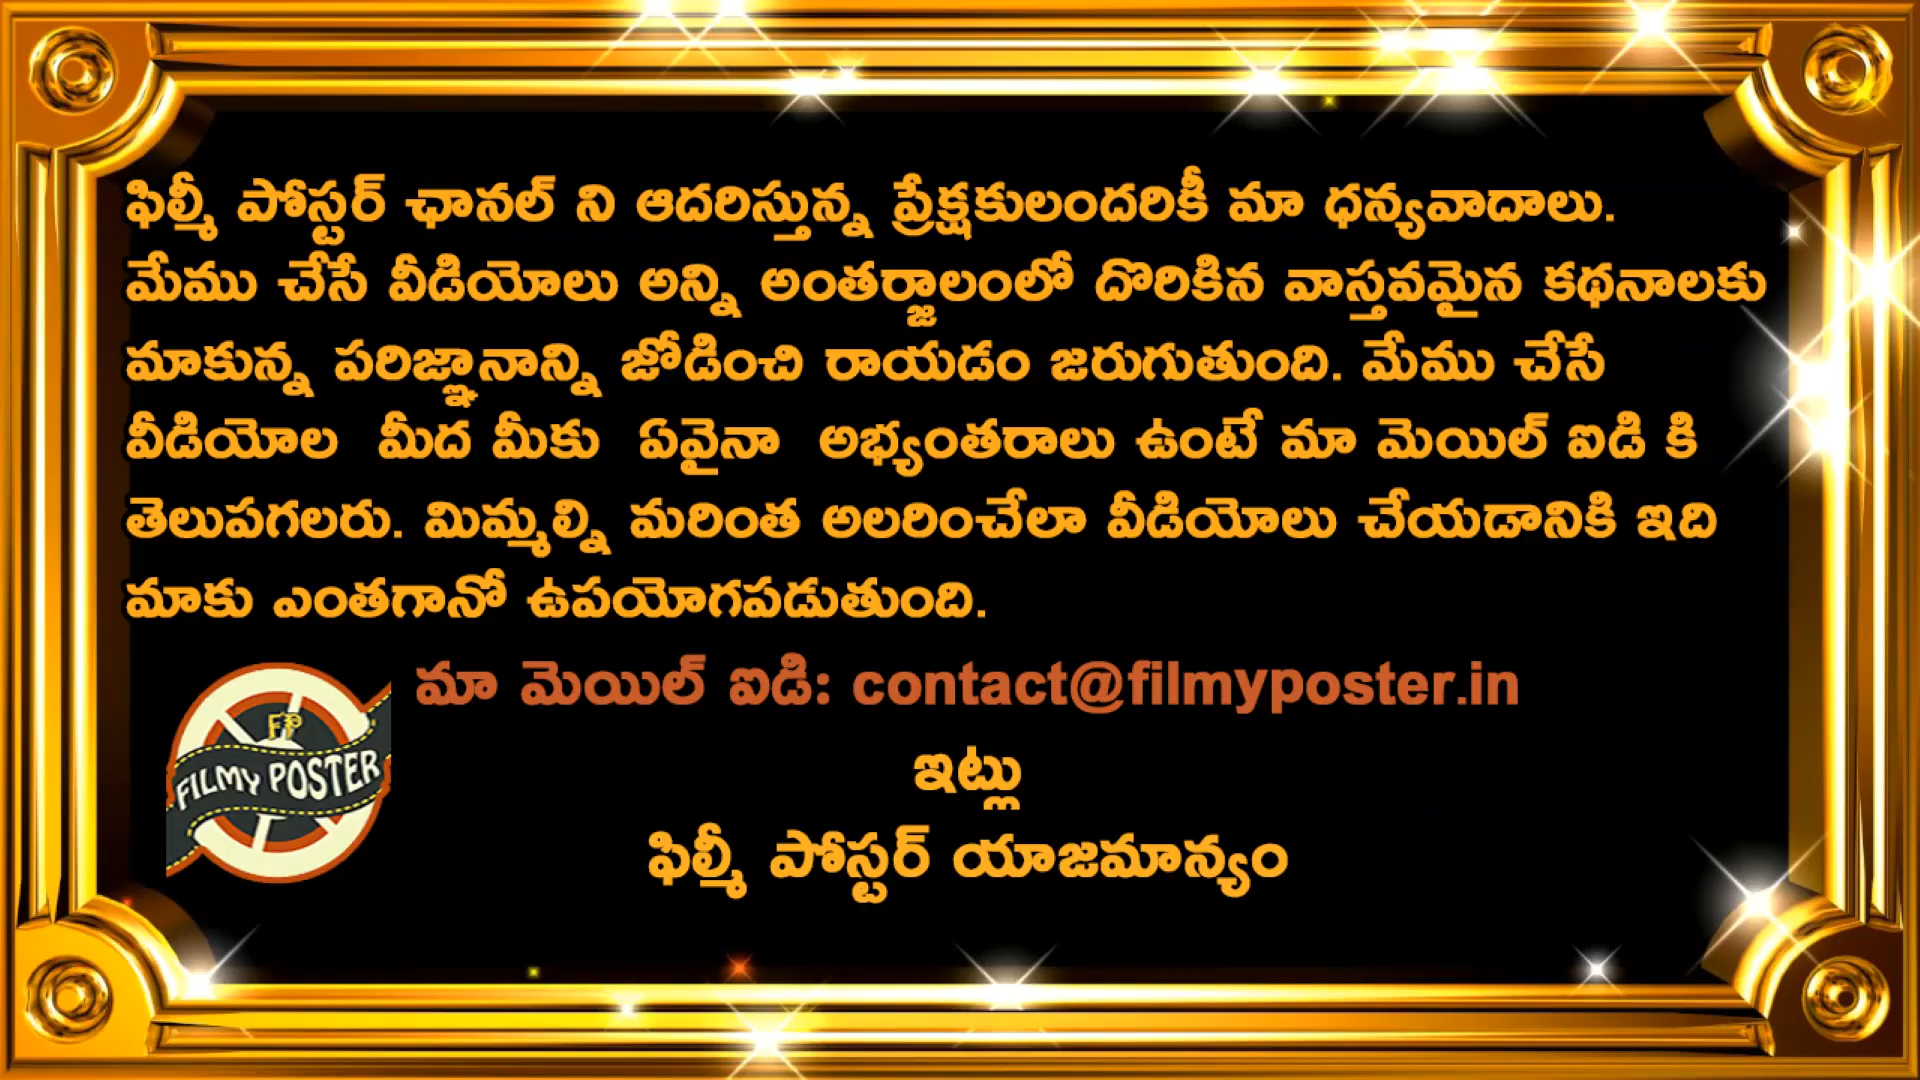 ఫిల్మీ పోస్టర్ ఛానల్ ని ఆదరిస్తున్న ప్రేక్షకులందరికీ మా ధన్యవాదాలు.
మేము చేసే వీడియోలు అన్ని అంతర్జాలంలో దొరికిన వాస్తవమైన కథనాలకు
మాకున్న పరిజ్ఞానాన్ని జోడించి రాయడం జరుగుతుంది. మేము చేసే
వీడియోల మీద మీకు ఏవైనా అభ్యంతరాలు ఉంటే మా మెయిల్ ఐడి కి
తెలుపగలరు. మిమ్మల్ని మరింత అలరించేలా వీడియోలు చేయడానికి ఇది
మాకు ఎంతగానో ఉపయోగపడుతుంది.
మా మెయిల్ ఐడి: contact@filmyposter.in
FP
FILMY POSTER
ఇట్లు
ఫిల్మీ పోస్టర్ యాజమాన్యం